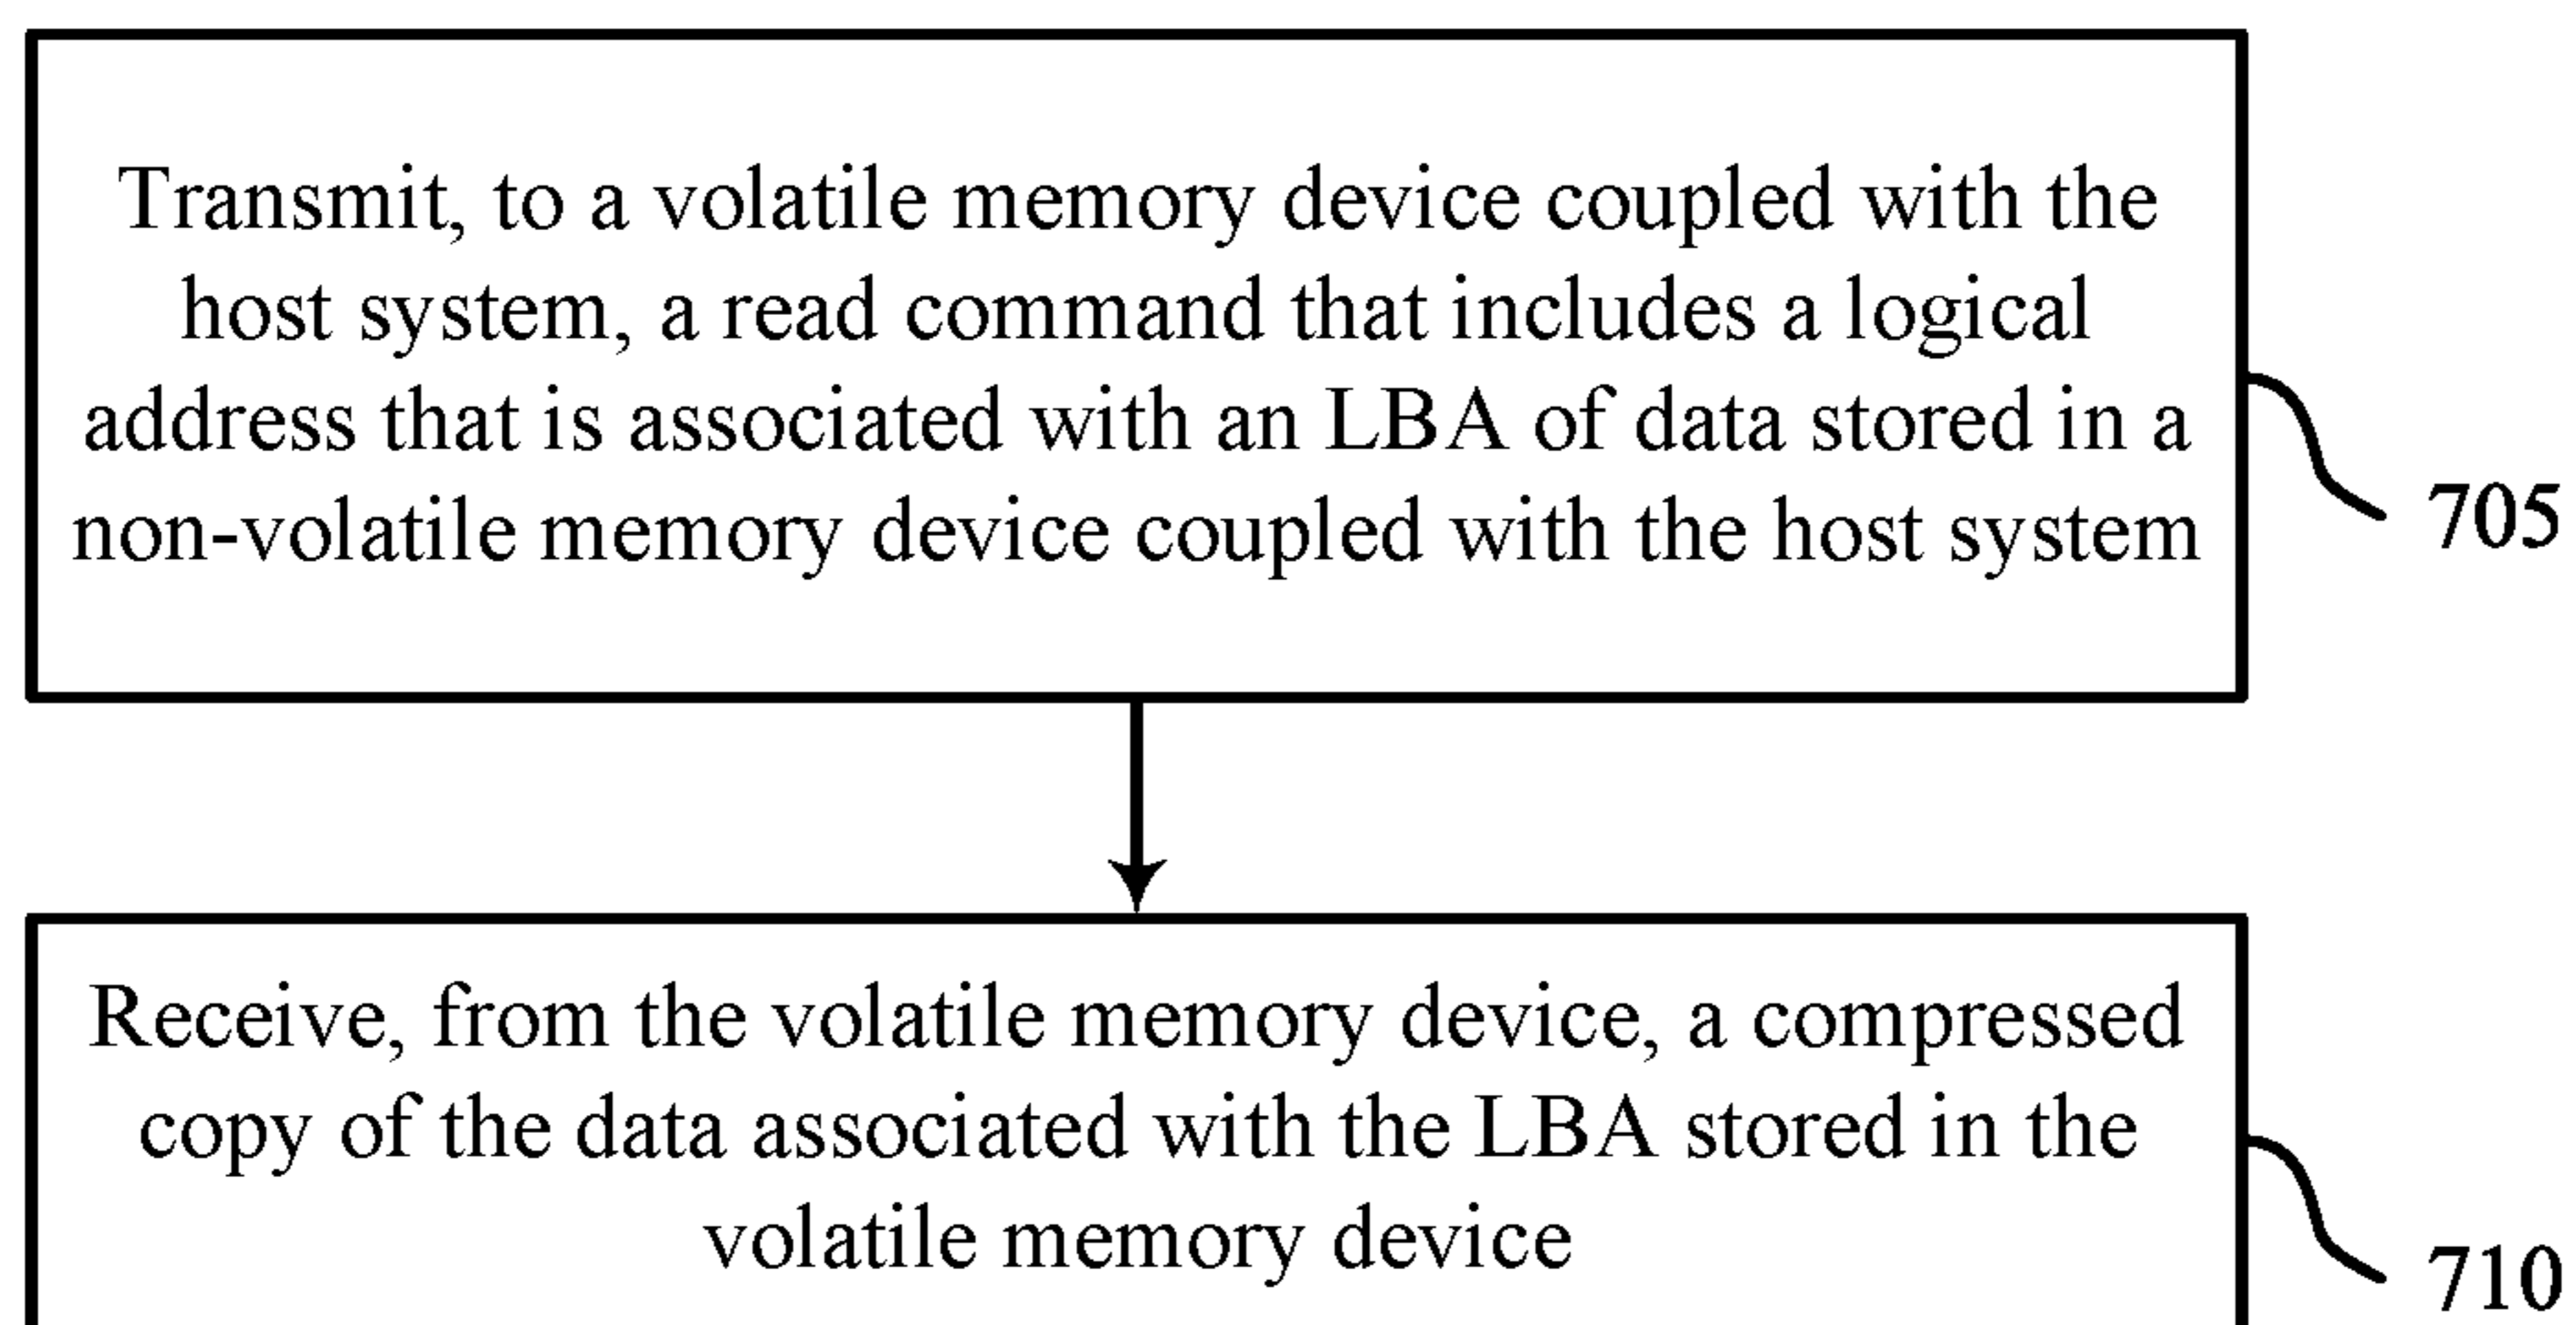 Transmit, to a volatile memory device coupled with the
host system, a read command that includes a logical
address that is associated with an LBA of data stored in a
non-volatile memory device coupled with the host system
705
Receive, from the volatile memory device, a compressed
copy of the data associated with the LBA stored in the
volatile memory device
710